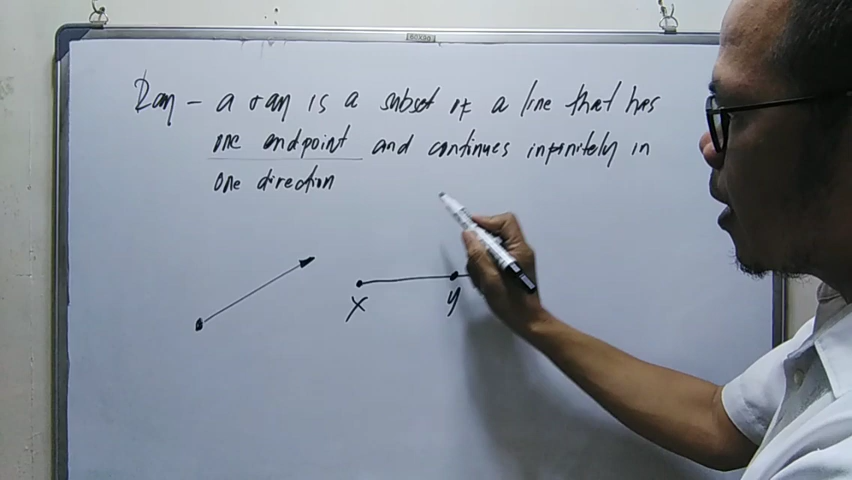 Ray - a ray is a subset of a line that has
one endpoint and continues infinitely in
one direction
X y